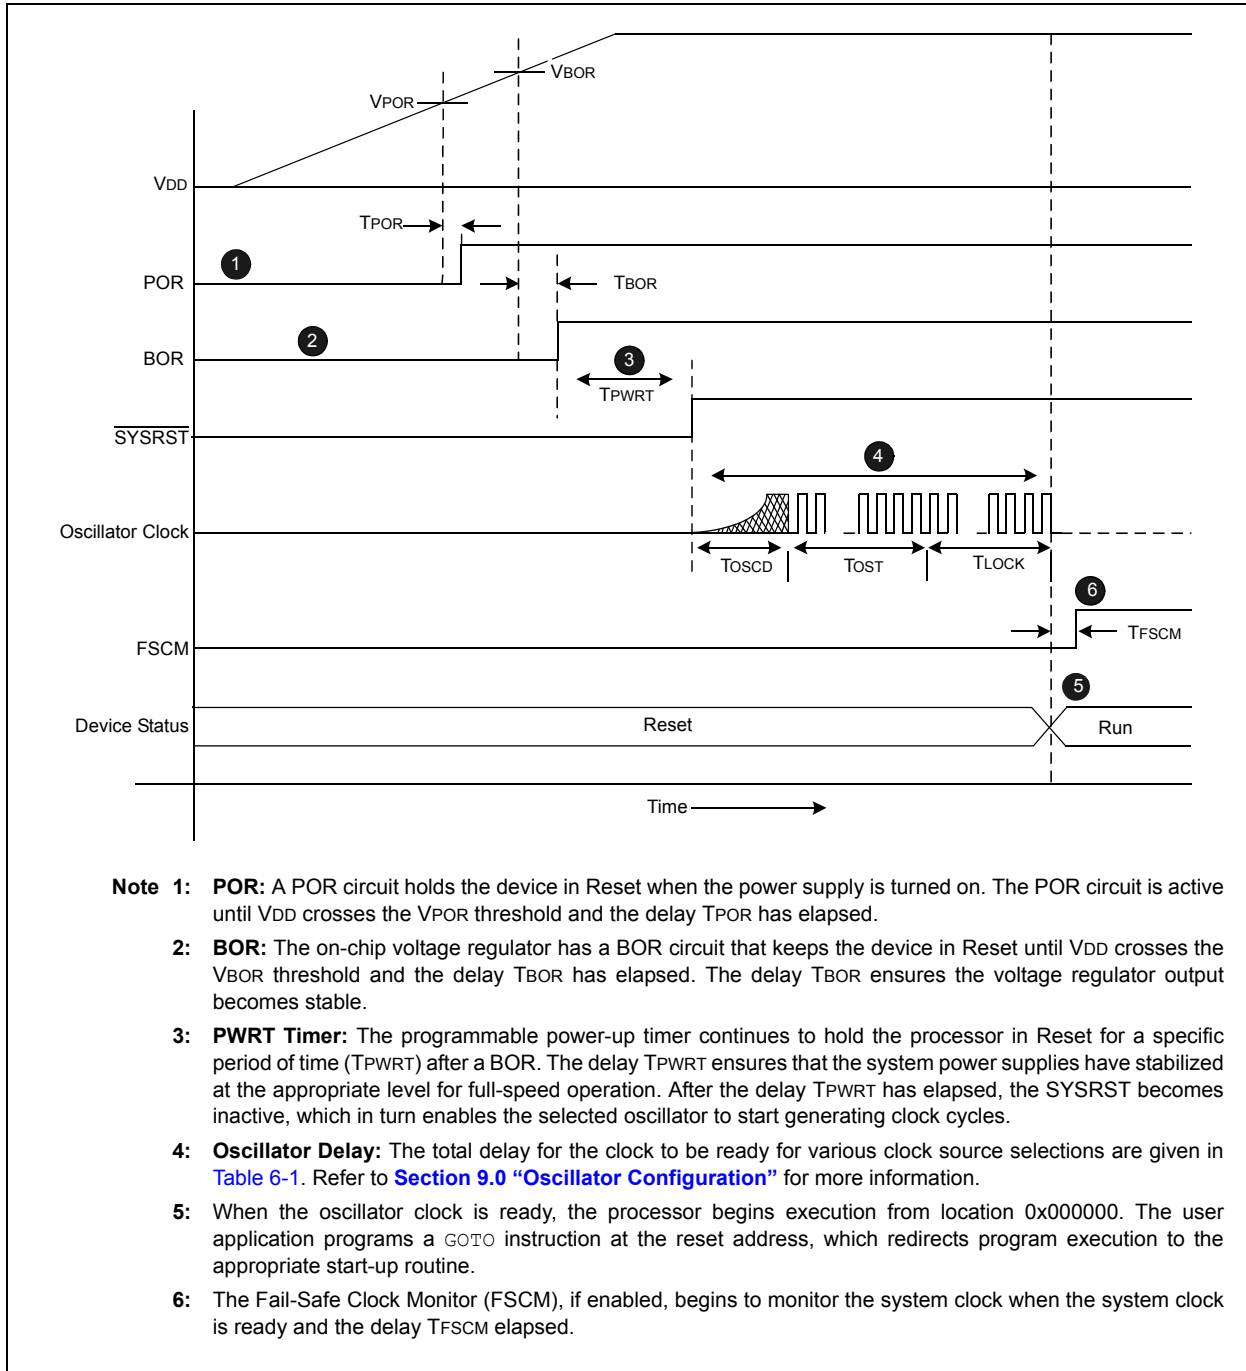 VBOR
VPOR
VDD
TPOR
1
POR
TBOR
2
BOR
3
TPWRT
SYSRST
4
Oscillator Clock
TOSCD
TOST
TLOCK
6
FSCM
TFSCM
5
Device Status
Reset
Run
Time
Note 1: POR: A POR circuit holds the device in Reset when the power supply is turned on. The POR circuit is active
until VDD crosses the VPOR threshold and the delay TPOR has elapsed.
2: BOR: The on-chip voltage regulator has a BOR circuit that keeps the device in Reset until VDD crosses the
VBOR threshold and the delay TBOR has elapsed. The delay TBOR ensures the voltage regulator output
becomes stable.
3: PWRT Timer: The programmable power-up timer continues to hold the processor in Reset for a specific
period of time (TPWRT) after a BOR. The delay TPWRT ensures that the system power supplies have stabilized
at the appropriate level for full-speed operation. After the delay TPWRT has elapsed, the SYSRST becomes
inactive, which in turn enables the selected oscillator to start generating clock cycles.
4: Oscillator Delay: The total delay for the clock to be ready for various clock source selections are given in
Table 6-1. Refer to Section 9.0 “Oscillator Configuration” for more information.
5: When the oscillator clock is ready, the processor begins execution from location 0x000000. The user
application programs a GOTO instruction at the reset address, which redirects program execution to the
appropriate start-up routine.
6: The Fail-Safe Clock Monitor (FSCM), if enabled, begins to monitor the system clock when the system clock
is ready and the delay TFSCM elapsed.